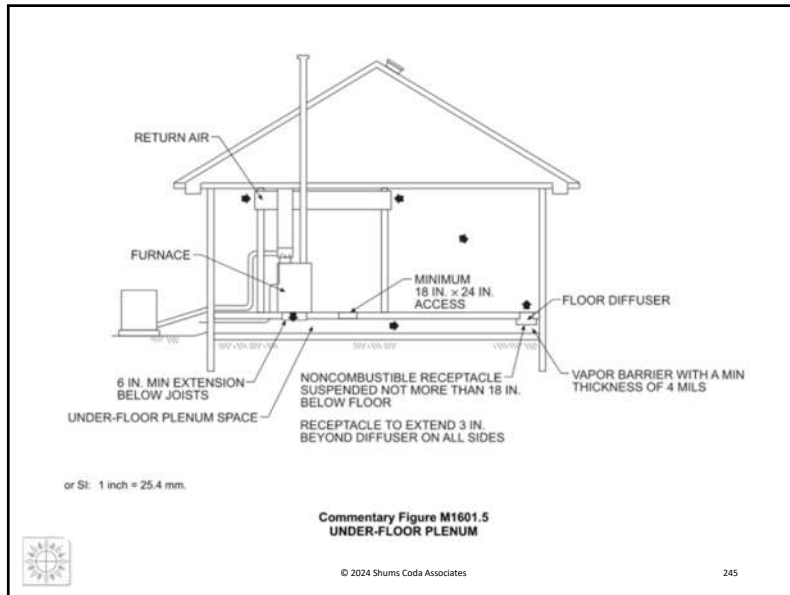 RETURN AIR
FURNACE
MINIMUM
18 IN. × 24 IN.
ACCESS
FLOOR DIFFUSER
6 IN. MIN EXTENSION
BELOW JOISTS
UNDER-FLOOR PLENUM SPACE
NONCOMBUSTIBLE RECEPTACLE
SUSPENDED NOT MORE THAN 18 IN.
BELOW FLOOR
RECEPTACLE TO EXTEND 3 IN.
BEYOND DIFFUSER ON ALL SIDES
VAPOR BARRIER WITH A MIN
THICKNESS OF 4 MILS
or SI: 1 inch = 25.4 mm.
Commentary Figure M1601.5
UNDER-FLOOR PLENUM
© 2024 Shums Coda Associates
245